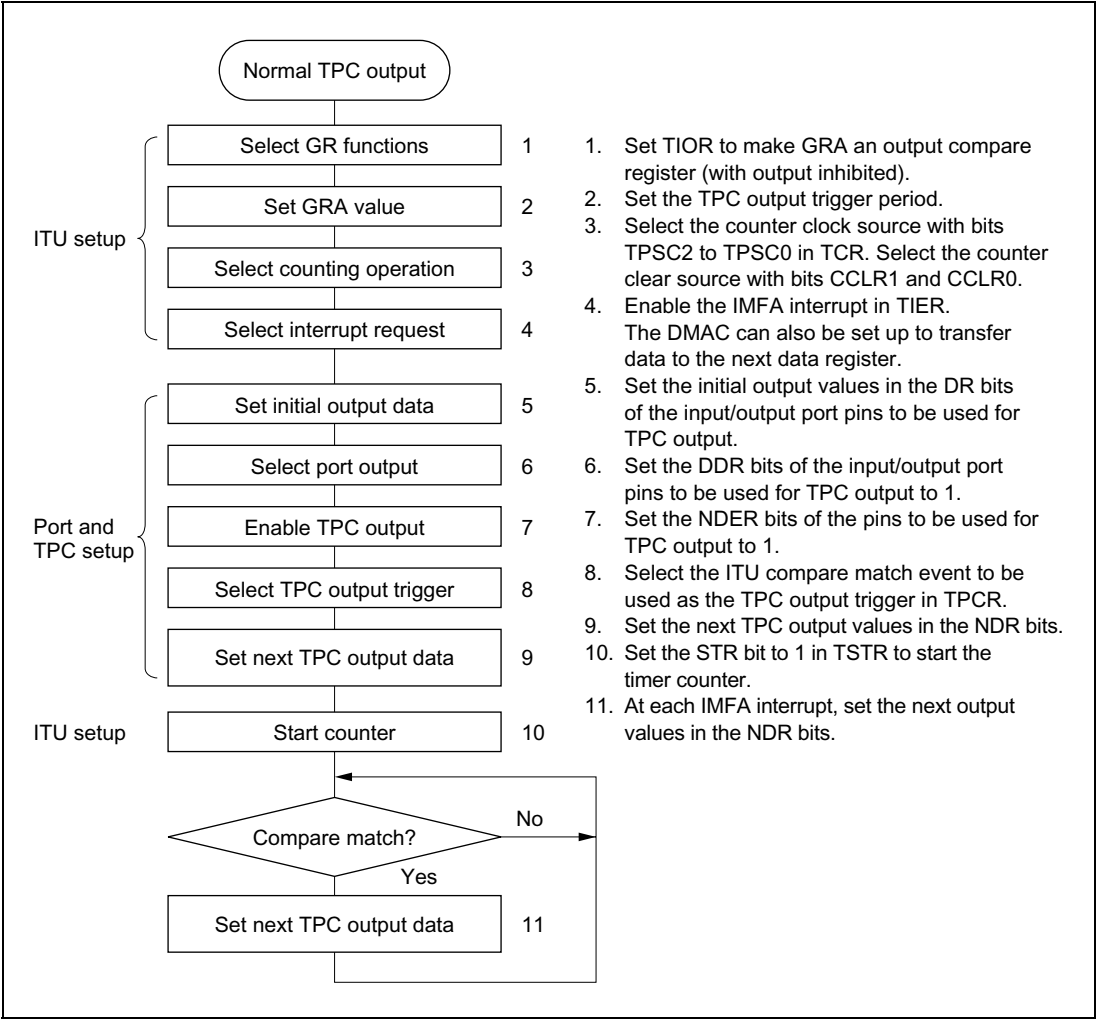 Normal TPC output
ITU setup
Select GR functions 1
Set GRA value 2
Select counting operation 3
Select interrupt request 4
Port and
TPC setup
Set initial output data 5
Select port output 6
Enable TPC output 7
Select TPC output trigger 8
Set next TPC output data 9
ITU setup
Start counter 10
Compare match?
No
Yes
Set next TPC output data 11
1. Set TIOR to make GRA an output compare
register (with output inhibited).
2. Set the TPC output trigger period.
3. Select the counter clock source with bits
TPSC2 to TPSC0 in TCR. Select the counter
clear source with bits CCLR1 and CCLR0.
4. Enable the IMFA interrupt in TIER.
The DMAC can also be set up to transfer
data to the next data register.
5. Set the initial output values in the DR bits
of the input/output port pins to be used for
TPC output.
6. Set the DDR bits of the input/output port
pins to be used for TPC output to 1.
7. Set the NDER bits of the pins to be used for
TPC output to 1.
8. Select the ITU compare match event to be
used as the TPC output trigger in TPCR.
9. Set the next TPC output values in the NDR bits.
10. Set the STR bit to 1 in TSTR to start the
timer counter.
11. At each IMFA interrupt, set the next output
values in the NDR bits.